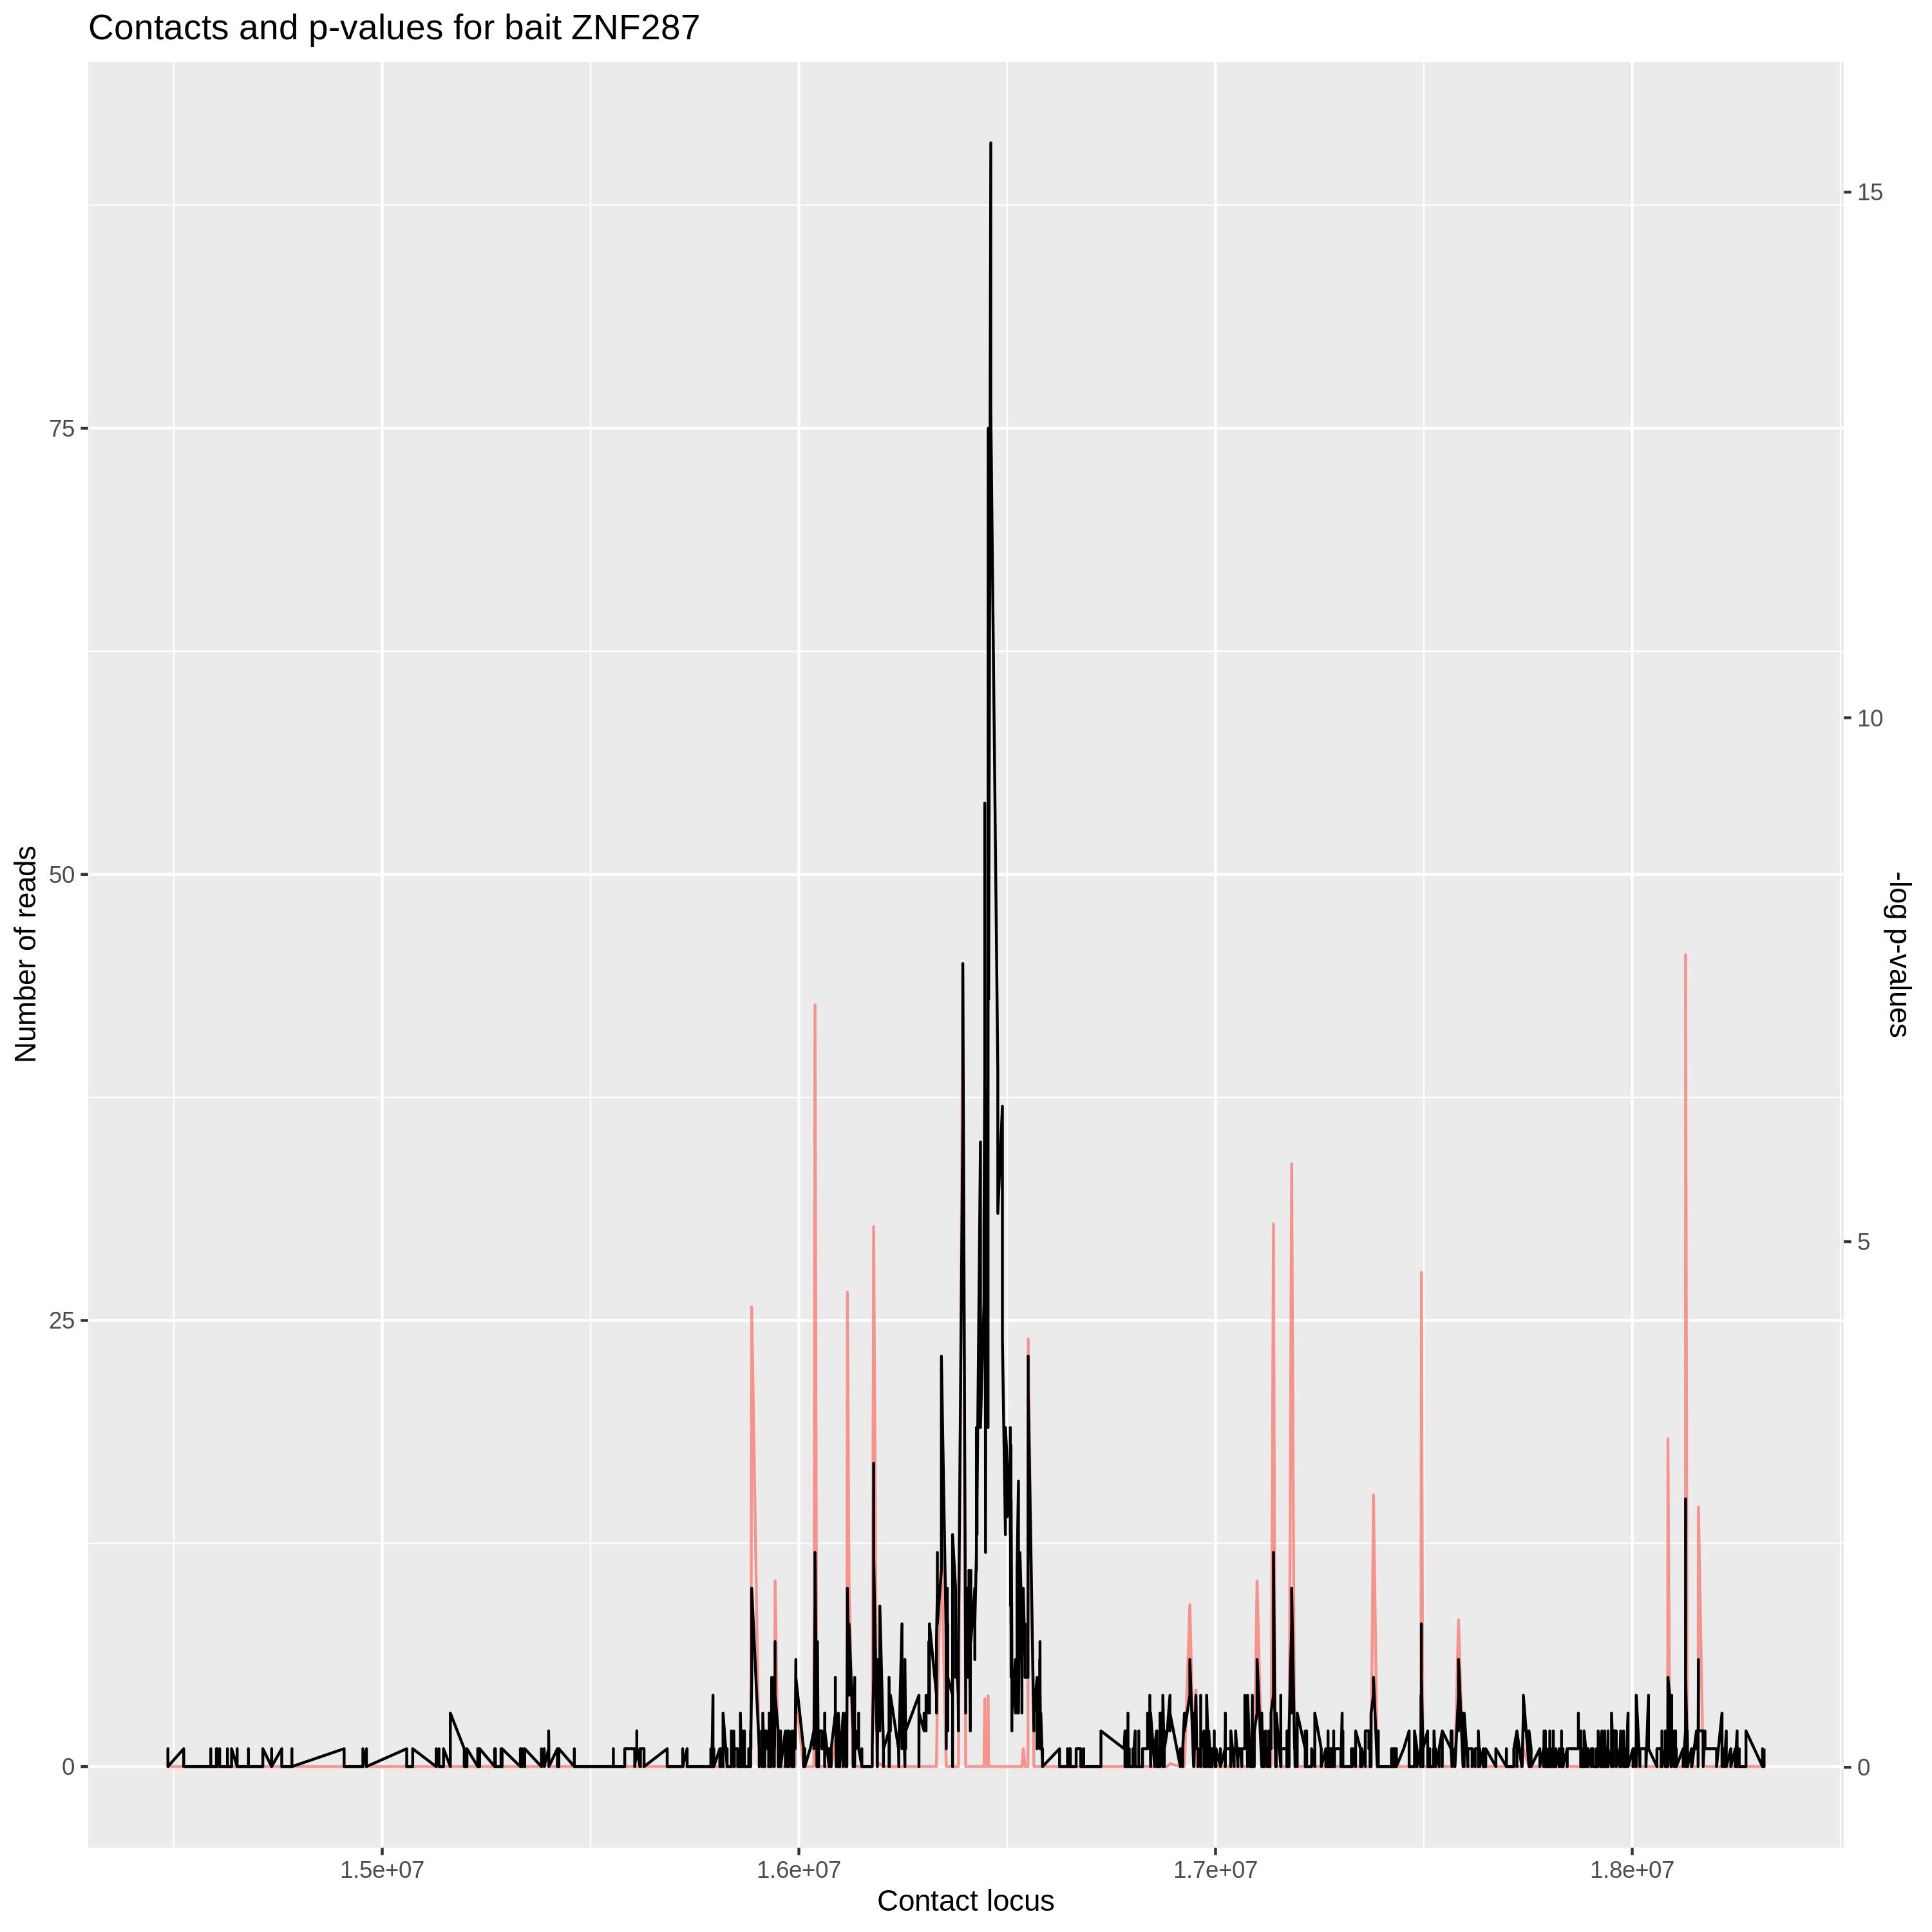 Contacts and p-values for bait ZNF287
Number of reads
75
50
25
0
15
10
5
0
-log p-values
1.5e+07
1.6e+07
1.7e+07
1.8e+07
Contact locus